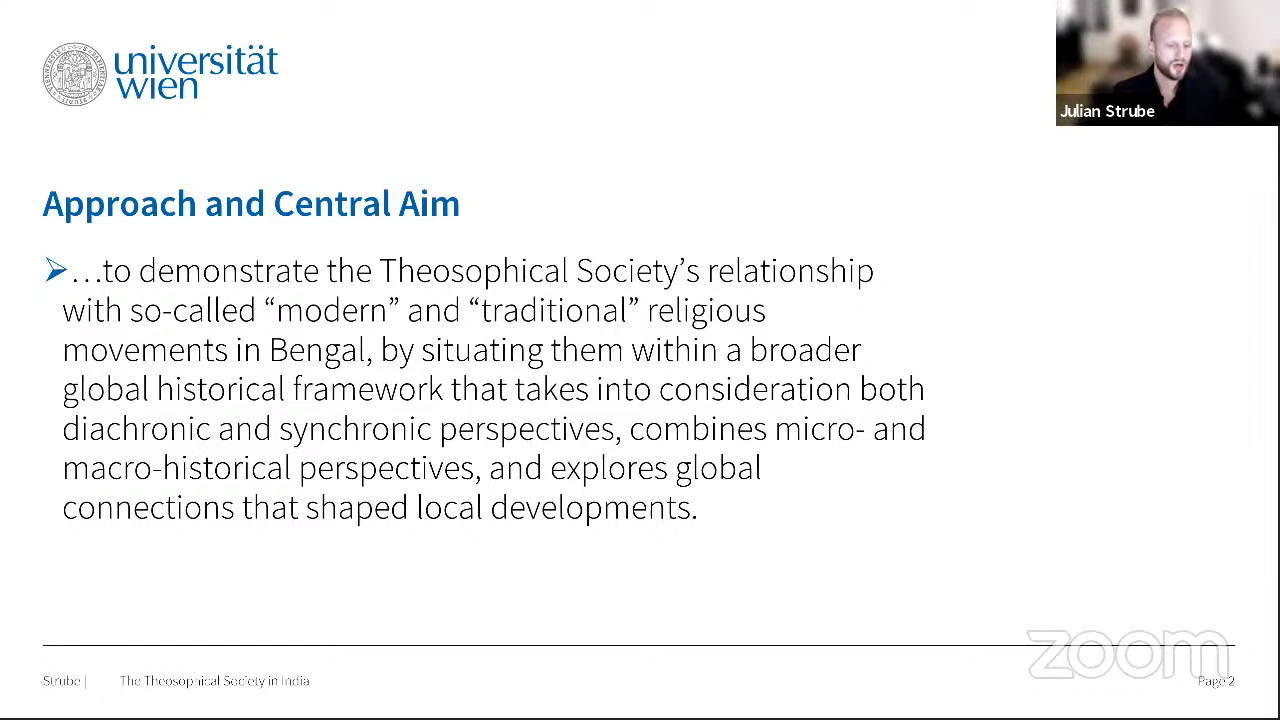 universität
wien
Julian Strube
Approach and Central Aim
…to demonstrate the Theosophical Society’s relationship
with so-called “modern” and “traditional” religious
movements in Bengal, by situating them within a broader
global historical framework that takes into consideration both
diachronic and synchronic perspectives, combines micro- and
macro-historical perspectives, and explores global
connections that shaped local developments.
zoom
Strube | The Theosophical Society in India Page 2